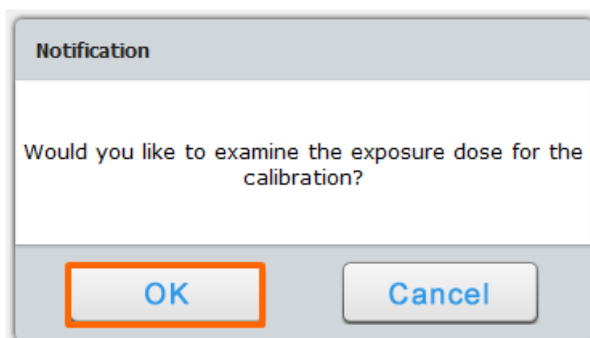 Notification
Would you like to examine the exposure dose for the
calibration?
OK Cancel